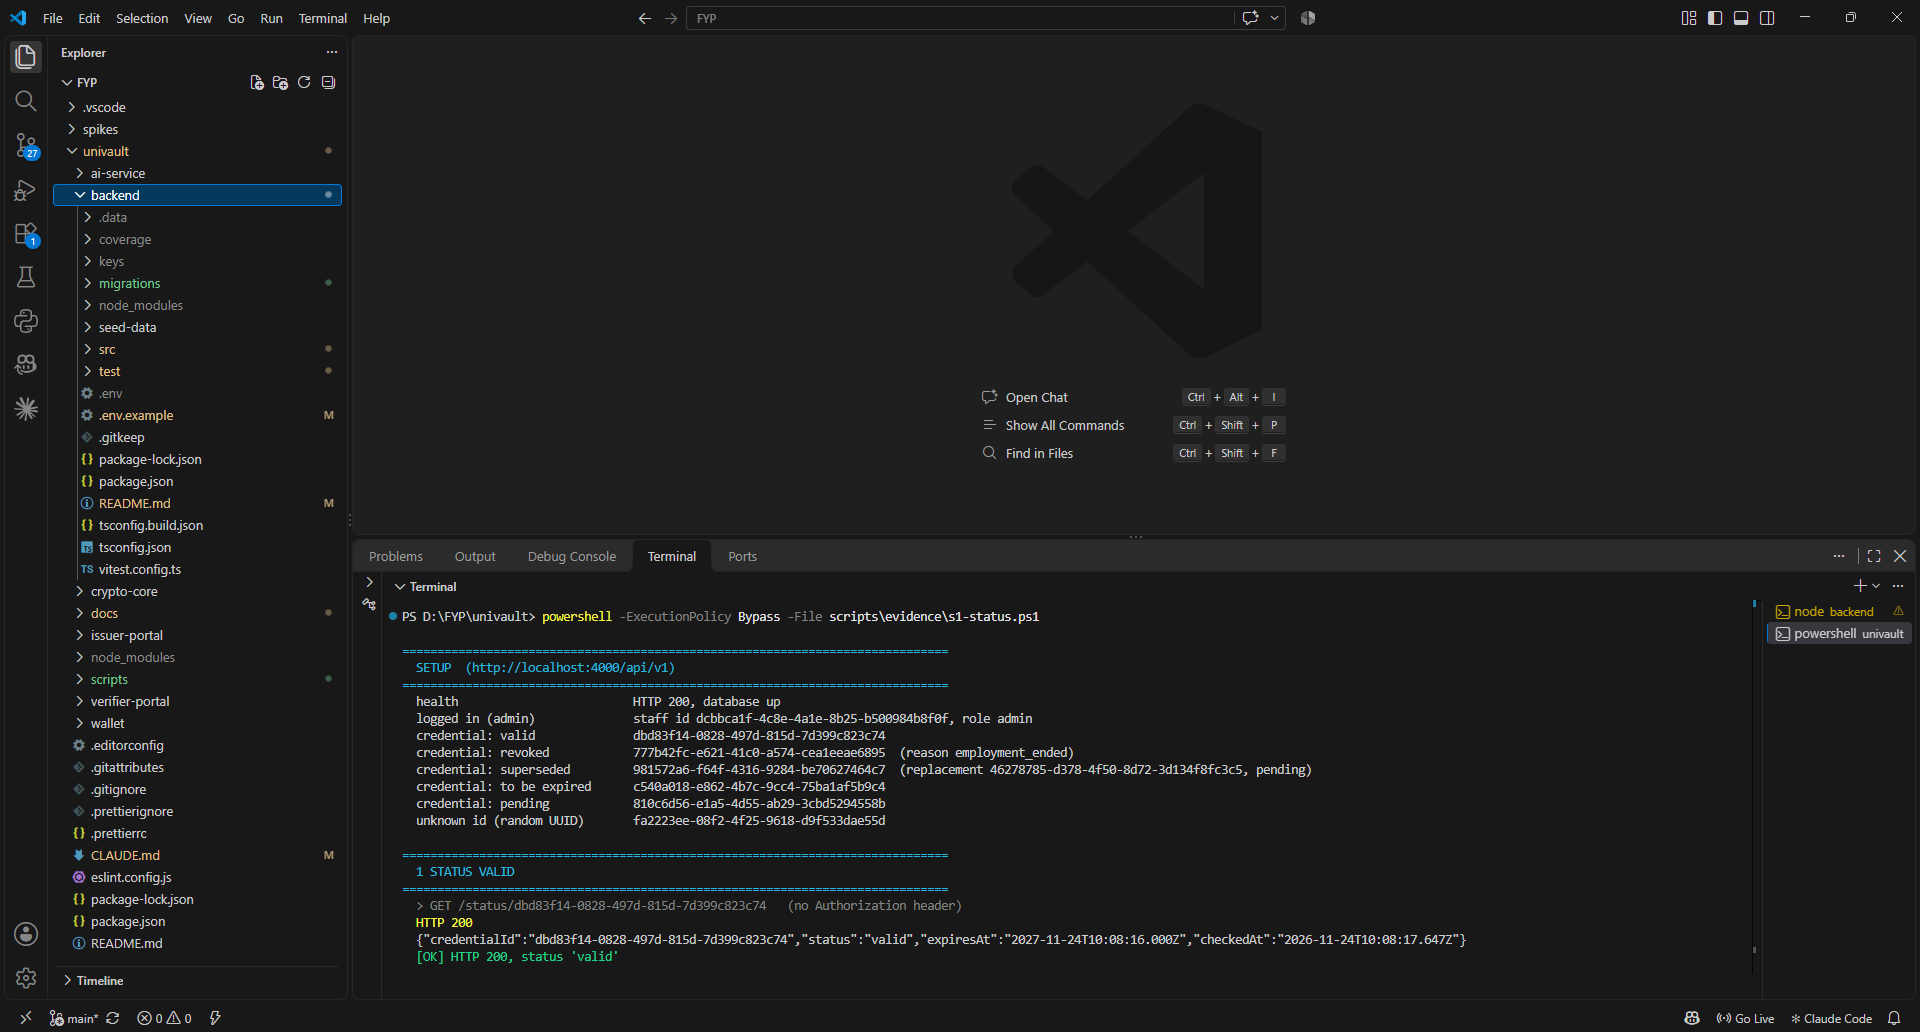 File Edit Selection View Go Run Terminal Help
FYP
Explorer
FYP
.vscode
spikes
univault
ai-service
backend
.data
coverage
keys
migrations
node_modules
seed-data
src
test
.env
.env.example M
.gitkeep
package-lock.json
package.json
README.md M
tsconfig.build.json
TS tsconfig.json
TS vitest.config.ts
crypto-core
docs
issuer-portal
node_modules
scripts
verifier-portal
wallet
.editorconfig
.gitattributes
.gitignore
.prettierignore
.prettierrc
CLAUDE.md M
eslint.config.js
package-lock.json
package.json
README.md
Timeline
27
1
Open Chat Ctrl + Alt + I
Show All Commands Ctrl + Shift + P
Find in Files Ctrl + Shift + F
Problems Output Debug Console Terminal Ports
Terminal
PS D:\FYP\univault> powershell -ExecutionPolicy Bypass -File scripts\evidence\s1-status.ps1
==============================================================================
SETUP (http://localhost:4000/api/v1)
==============================================================================
health HTTP 200, database up
logged in (admin) staff id dcbbca1f-4c8e-4a1e-8b25-b500984b8f0f, role admin
credential: valid dbd83f14-0828-497d-815d-7d399c823c74
credential: revoked 777b42fc-e621-41c0-a574-cea1eeae6895 (reason employment_ended)
credential: superseded 981572a6-f64f-4316-9284-be70627464c7 (replacement 46278785-d378-4f50-8d72-3d134f8fc3c5, pending)
credential: to be expired c540a018-e862-4b7c-9cc4-75ba1af5b9c4
credential: pending 810c6d56-e1a5-4d55-ab29-3cbd5294558b
unknown id (random UUID) fa2223ee-08f2-4f25-9618-d9f533dae55d
==============================================================================
1 STATUS VALID
==============================================================================
> GET /status/dbd83f14-0828-497d-815d-7d399c823c74 (no Authorization header)
HTTP 200
{"credentialId":"dbd83f14-0828-497d-815d-7d399c823c74","status":"valid","expiresAt":"2027-11-24T10:08:16.000Z","checkedAt":"2026-11-24T10:08:17.647Z"}
[OK] HTTP 200, status 'valid'
node backend
powershell univault
main* 0 0 Go Live Claude Code